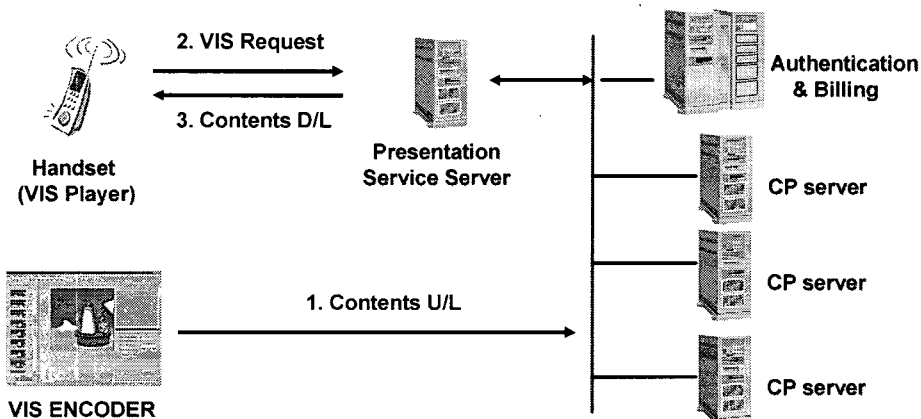 2. VIS Request
3. Contents D/L
Handset
(VIS Player)
Presentation
Service Server
Authentication
& Billing
CP server
CP server
CP server
1. Contents U/L
VIS ENCODER